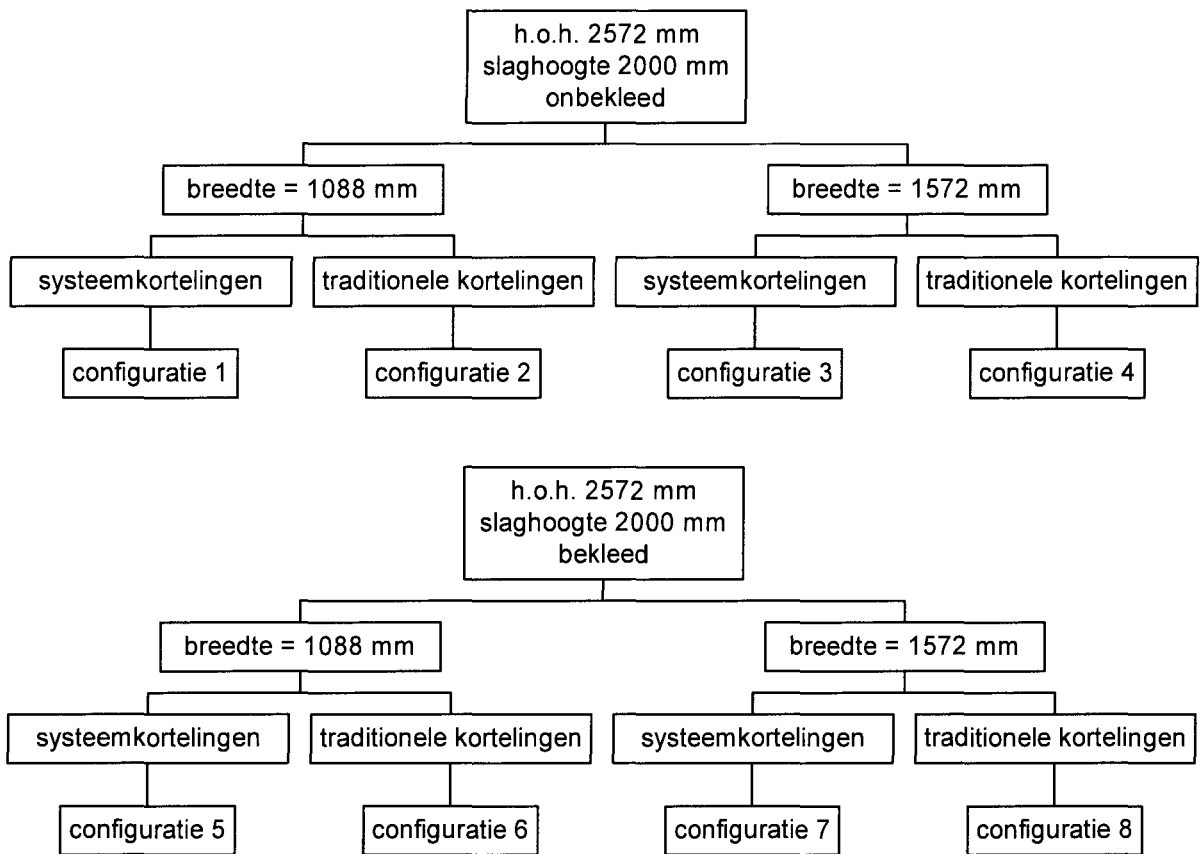 h.o.h. 2572 mm
slaghoogte 2000 mm
onbekleed
breedte = 1088 mm
breedte = 1572 mm
systeemkortelingen
traditionele kortelingen
systeemkortelingen
traditionele kortelingen
configuratie 1
configuratie 2
configuratie 3
configuratie 4
h.o.h. 2572 mm
slaghoogte 2000 mm
bekleed
breedte = 1088 mm
breedte = 1572 mm
systeemkortelingen
traditionele kortelingen
systeemkortelingen
traditionele kortelingen
configuratie 5
configuratie 6
configuratie 7
configuratie 8